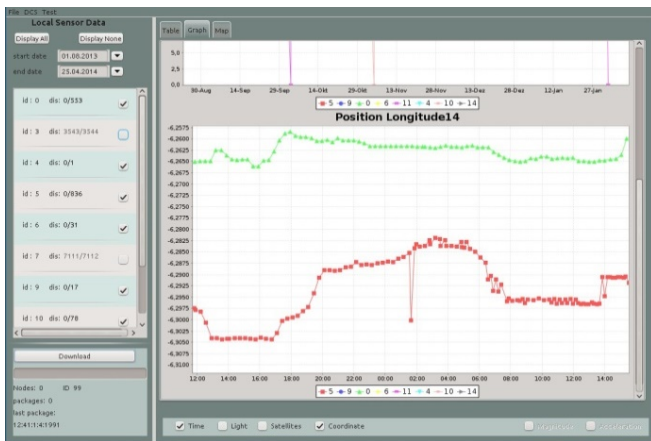 File DCS Test
Local Sensor Data
Display All Display None
start date 01.08.2013
end date 25.04.2014
id : 0 dis: 0/553
id : 3 dis: 3543/3544
id : 4 dis: 0/1
id : 5 dis: 0/836
id : 6 dis: 0/31
id : 7 dis: 7111/7112
id : 9 dis: 0/17
id : 10 dis: 0/78
Download
Nodes: 0 ID 99
packages: 0
last package:
12:41:1:4:1991
Table Graph Map
5,0
2,5
0,0
30-Aug 14-Sep 29-Sep 14-Okt 29-Okt 13-Nov 28-Nov 13-Dez 28-Dez 12-Jan 27-Jan
5 9 0 6 11 4 10 14
Position Longitude14
-6,2575
-6,2600
-6,2625
-6,2650
-6,2675
-6,2700
-6,2725
-6,2750
-6,2775
-6,2800
-6,2825
-6,2850
-6,2875
-6,2900
-6,2925
-6,2950
-6,2975
-6,3000
-6,3025
-6,3050
-6,3075
-6,3100
12:00 14:00 16:00 18:00 20:00 22:00 00:00 02:00 04:00 06:00 08:00 10:00 12:00 14:00
5 9 0 6 11 4 10 14
Time Light Satellites Coordinate